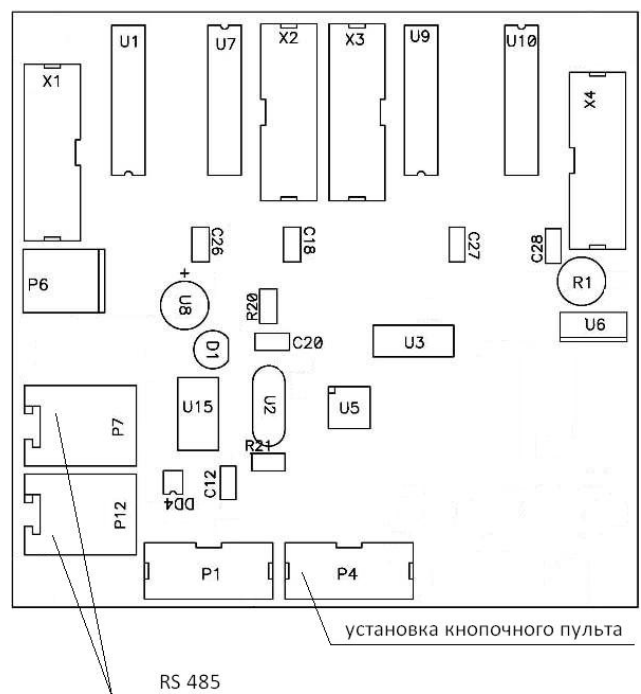 U1
U7
X2
X3
U9
U10
X1
X4
C26
C18
C27
C28
P6
+
U8
R20
R1
D1
C20
U3
U6
P7
U15
U2
U5
R21
P12
DD4
C12
P1
P4
установка кнопочного пульта
RS 485